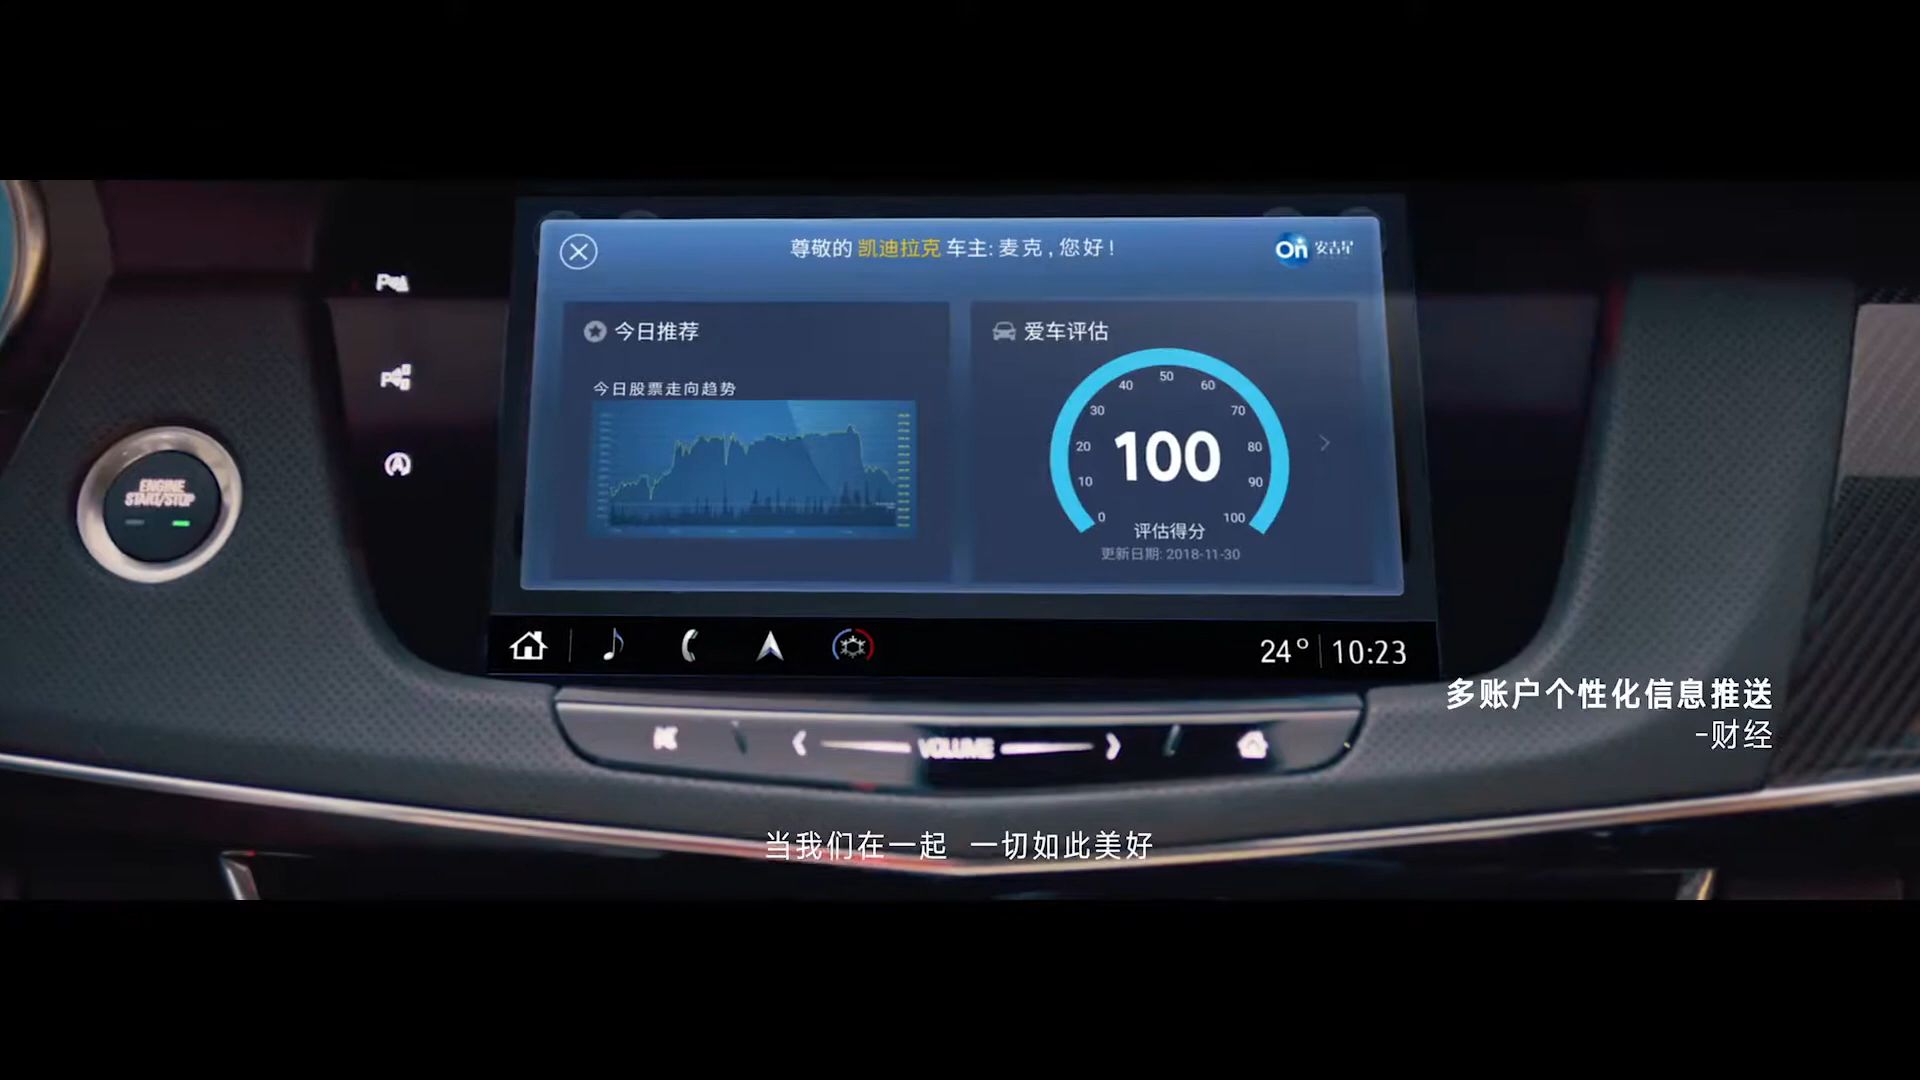 尊敬的 凯迪拉克 车主: 麦克 , 您好 !
On 安吉星
今日推荐
今日股票走向趋势
爱车评估
0
10
20
30
40
50
60
70
80
90
100
100
评估得分
更新日期: 2018-11-30
ENGINE
START/STOP
24° 10:23
VOLUME
多账户个性化信息推送
-财经
当我们在一起 一切如此美好